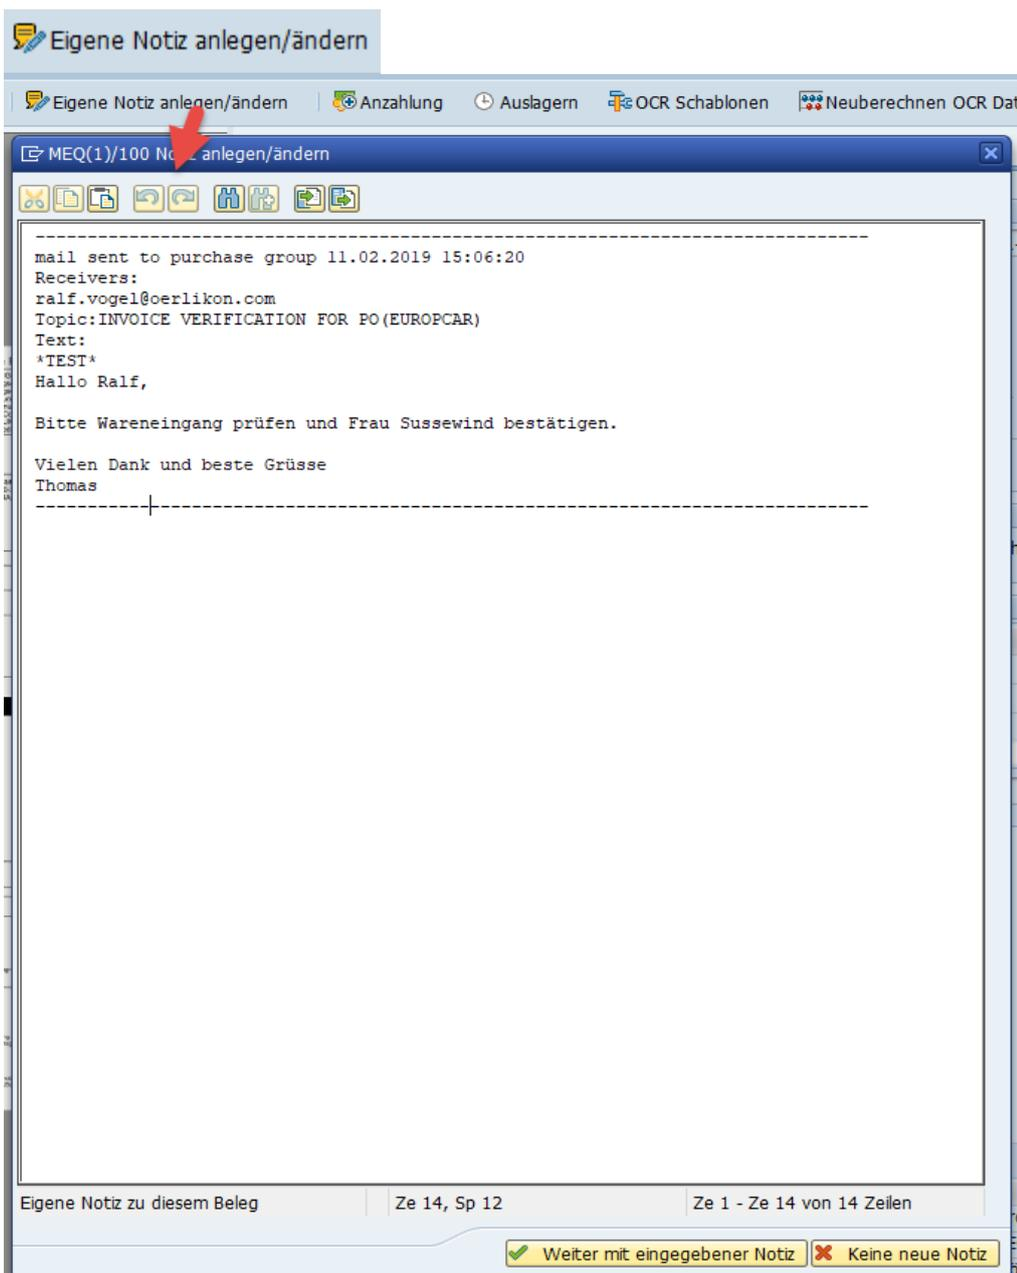 Eigene Notiz anlegen/ändern
Eigene Notiz anlegen/ändern Anzahlung Auslagern OCR Schablonen Neuberechnen OCR Dat
MEQ(1)/100 anlegen/ändern
--------------------------------------------------------------------------------
mail sent to purchase group 11.02.2019 15:06:20
Receivers:
ralf.vogel@oerlikon.com
Topic:INVOICE VERIFICATION FOR PO(EUROPCAR)
Text:
*TEST*
Hallo Ralf,
Bitte Wareneingang prüfen und Frau Sussewind bestätigen.
Vielen Dank und beste Grüsse
Thomas
--------------------------------------------------------------------------------
Eigene Notiz zu diesem Beleg Ze 14, Sp 12 Ze 1 - Ze 14 von 14 Zeilen
Weiter mit eingegebener Notiz Keine neue Notiz